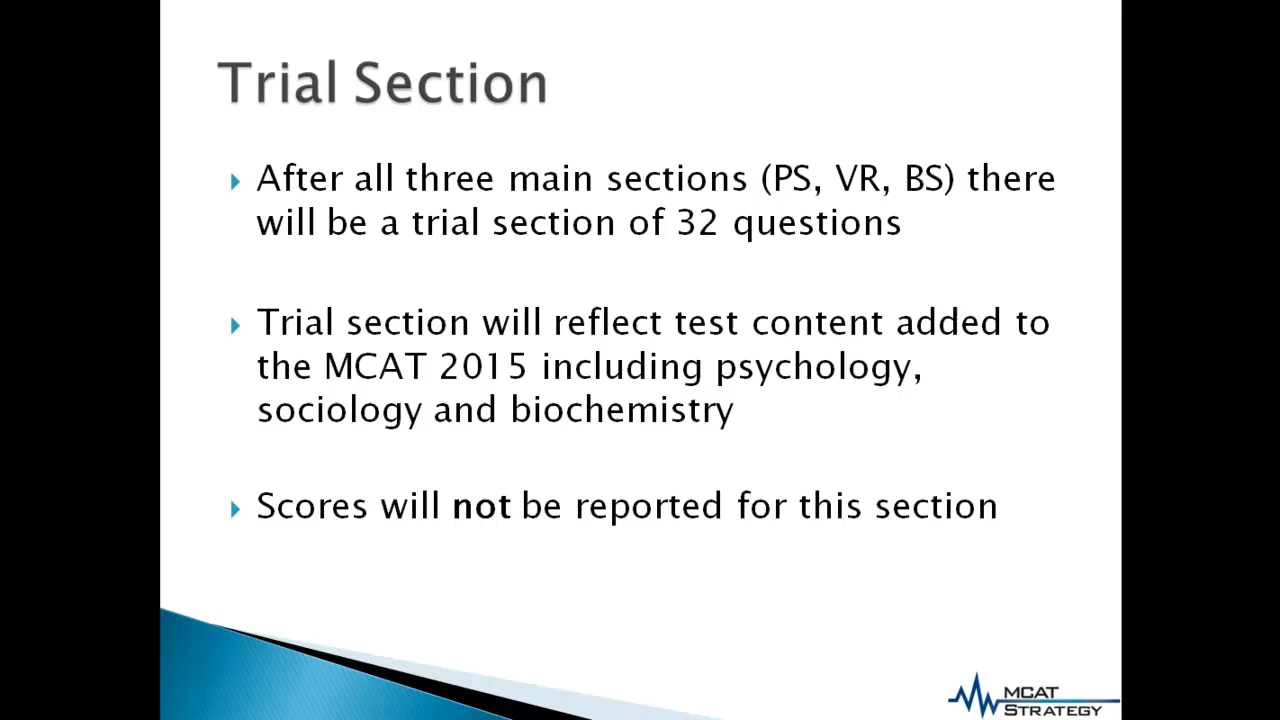 Trial Section
After all three main sections (PS, VR, BS) there
will be a trial section of 32 questions
Trial section will reflect test content added to
the MCAT 2015 including psychology,
sociology and biochemistry
Scores will not be reported for this section
MCAT
STRATEGY